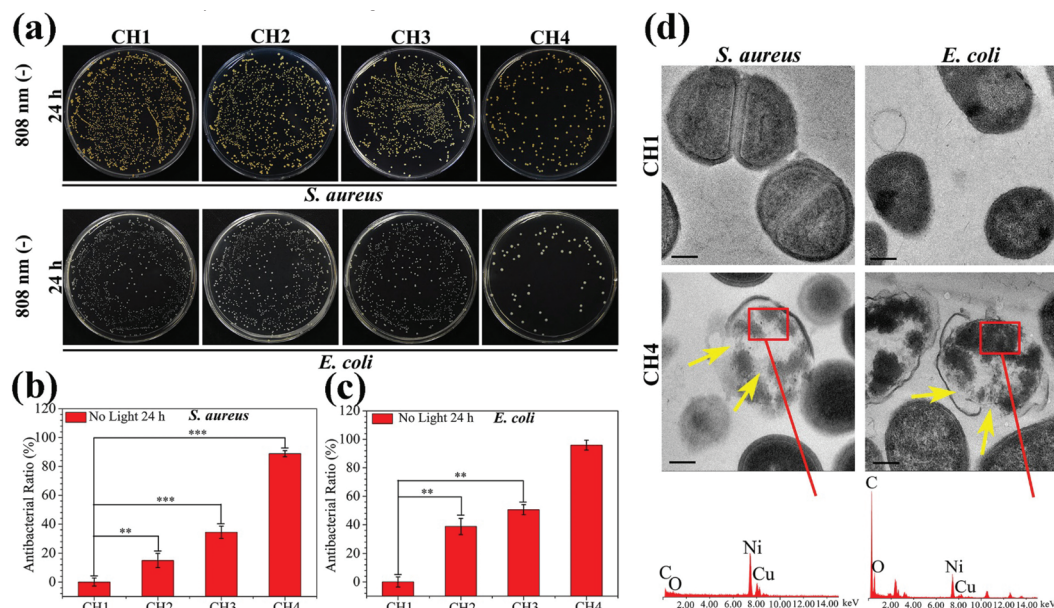 (a)
CH1 CH2 CH3 CH4
808 nm (-)
24 h
S. aureus
808 nm (-)
24 h
E. coli
(b)
No Light 24 h S. aureus
Antibacterial Ratio (%)
120
100
80
60
40
20
0
***
***
**
CH1 CH2 CH3 CH4
(c)
No Light 24 h E. coli
Antibacterial Ratio (%)
120
100
80
60
40
20
0
**
**
CH1 CH2 CH3 CH4
(d)
S. aureus E. coli
CH1
CH4
C O Ni Cu
2.00 4.00 6.00 8.00 10.00 12.00 14.00 keV
C O Ni Cu
2.00 4.00 6.00 8.00 10.00 12.00 14.00 keV